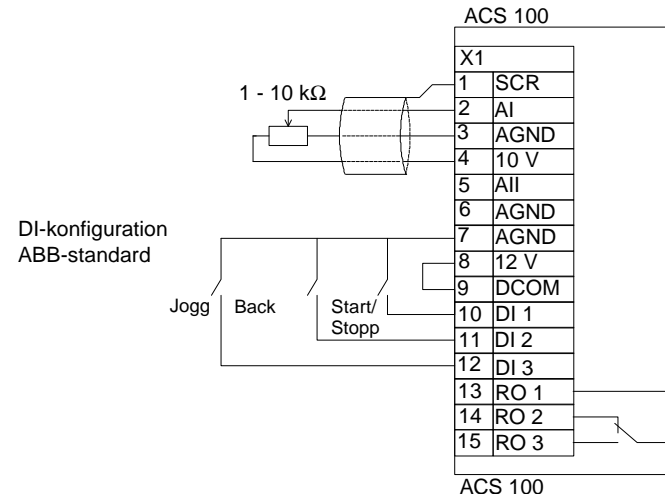 ACS 100
X1
1 SCR
1 - 10 kΩ
2 AI
3 AGND
4 10 V
5 AII
6 AGND
DI-konfiguration
7 AGND
ABB-standard
8 12 V
9 DCOM
Jogg Back Start/
Stopp
10 DI 1
11 DI 2
12 DI 3
13 RO 1
14 RO 2
15 RO 3
ACS 100